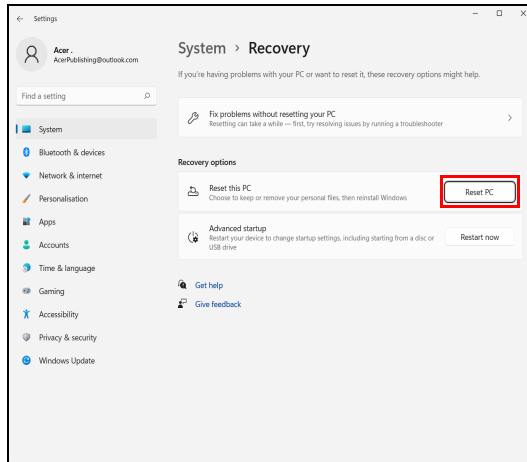 Settings
Acer .
AcerPublishing@outlook.com
Find a setting
System
Bluetooth & devices
Network & internet
Personalisation
Apps
Accounts
Time & language
Gaming
Accessibility
Privacy & security
Windows Update
System > Recovery
If you're having problems with your PC or want to reset it, these recovery options might help.
Fix problems without resetting your PC
Resetting can take a while — first, try resolving issues by running a troubleshooter
Recovery options
Reset this PC
Choose to keep or remove your personal files, then reinstall Windows
Reset PC
Advanced startup
Restart your device to change startup settings, including starting from a disc or
USB drive
Restart now
Get help
Give feedback